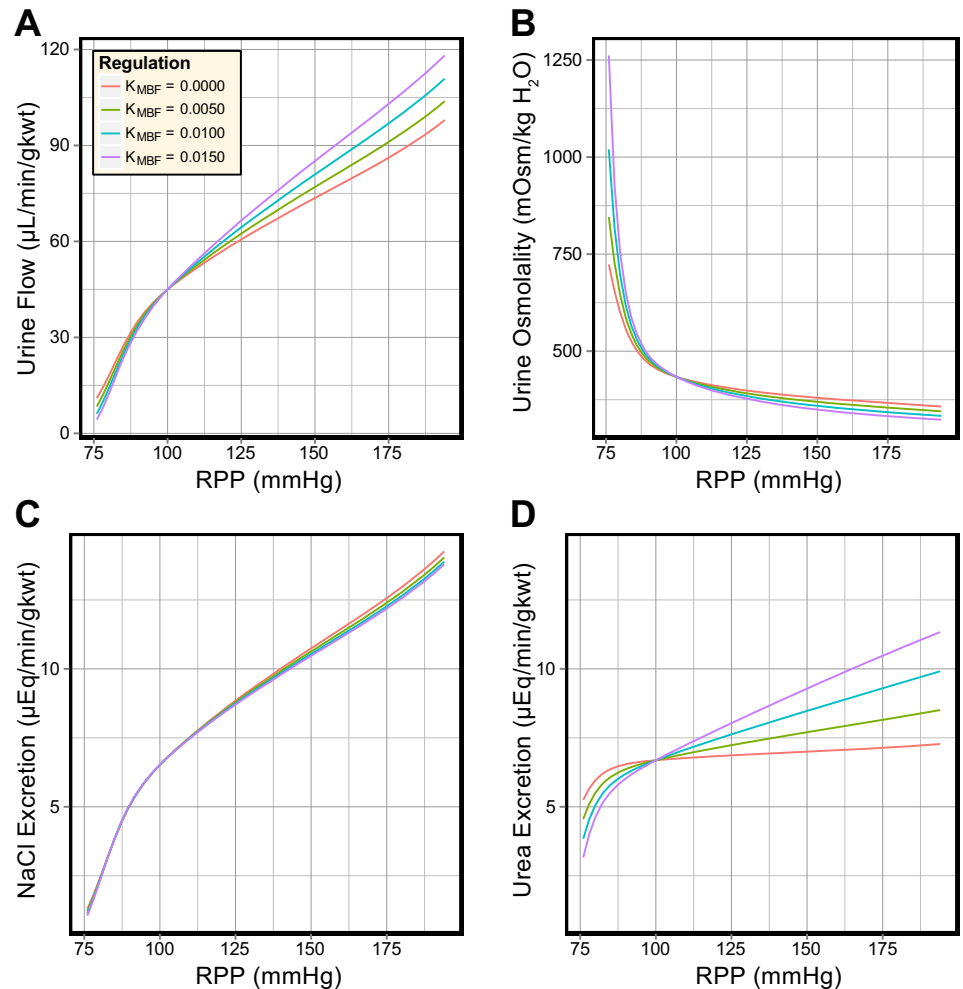 A
Urine Flow (µL/min/gkwt)
120
90
60
30
0
Regulation
K_MBF = 0.0000
K_MBF = 0.0050
K_MBF = 0.0100
K_MBF = 0.0150
75 100 125 150 175
RPP (mmHg)
B
Urine Osmolality (mOsm/kg H₂O)
1250
1000
750
500
75 100 125 150 175
RPP (mmHg)
C
NaCl Excretion (µEq/min/gkwt)
10
5
75 100 125 150 175
RPP (mmHg)
D
Urea Excretion (µEq/min/gkwt)
10
5
75 100 125 150 175
RPP (mmHg)